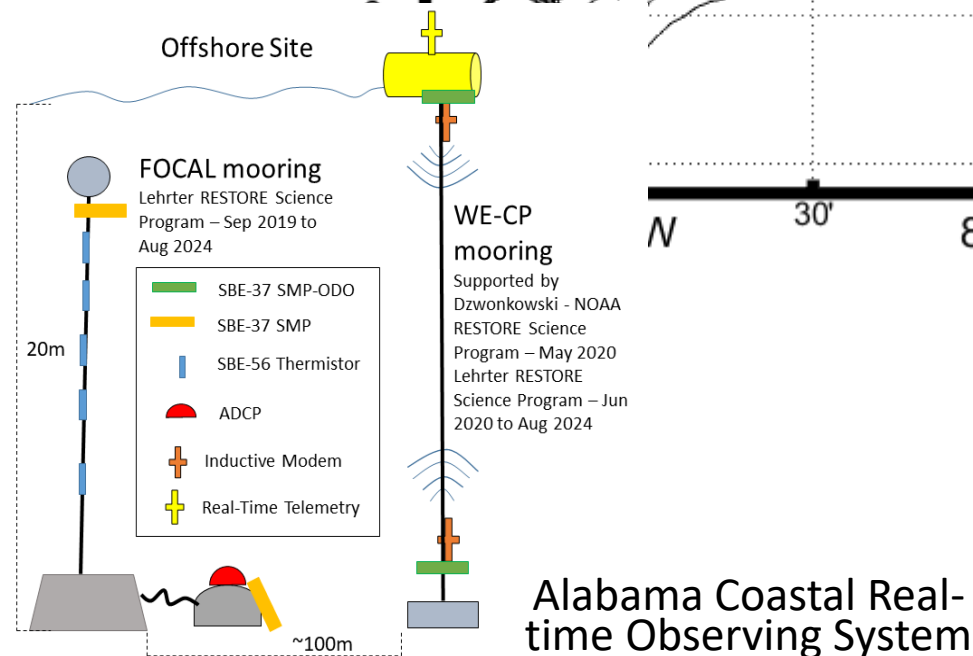 Offshore Site
FOCAL mooring
Lehrter RESTORE Science
Program – Sep 2019 to
Aug 2024
SBE-37 SMP-ODO
SBE-37 SMP
SBE-56 Thermistor
ADCP
Inductive Modem
Real-Time Telemetry
20m
~100m
WE-CP
mooring
Supported by
Dzwonkowski - NOAA
RESTORE Science
Program – May 2020
Lehrter RESTORE
Science Program – Jun
2020 to Aug 2024
N
30'
Alabama Coastal Real-
time Observing System